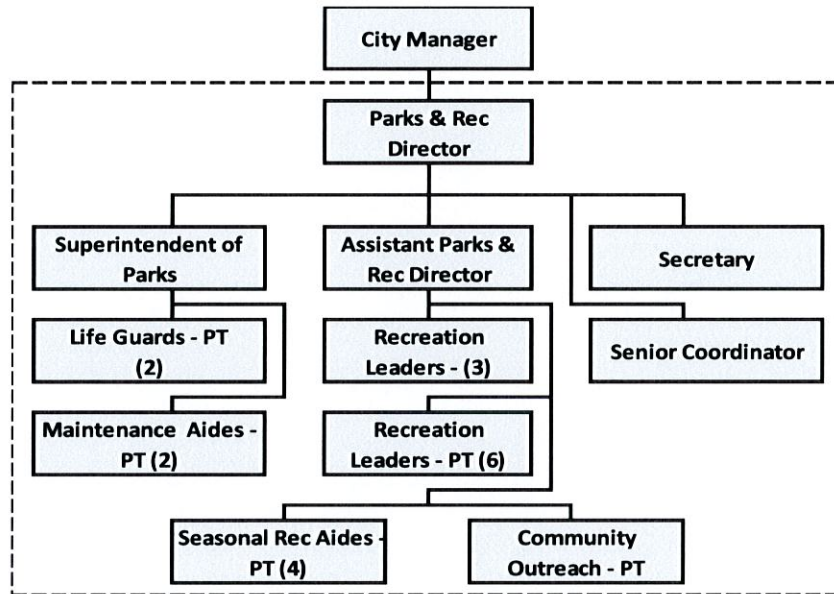 City Manager
Parks & Rec
Director
Superintendent of
Parks
Assistant Parks &
Rec Director
Secretary
Life Guards - PT
(2)
Recreation
Leaders - (3)
Senior Coordinator
Maintenance Aides -
PT (2)
Recreation
Leaders - PT (6)
Seasonal Rec Aides -
PT (4)
Community
Outreach - PT